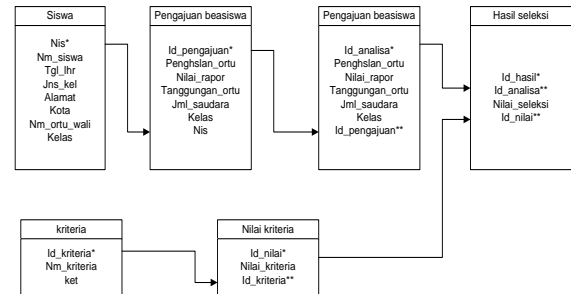 Siswa
Nis*
Nm_siswa
Tgl_lhr
Jns_kel
Alamat
Kota
Nm_ortu_wali
Kelas
Pengajuan beasiswa
Id_pengajuan*
Penghslan_ortu
Nilai_rapor
Tanggungan_ortu
Jml_saudara
Kelas
Nis
Pengajuan beasiswa
Id_analisa*
Penghslan_ortu
Nilai_rapor
Tanggungan_ortu
Jml_saudara
Kelas
Id_pengajuan**
Hasil seleksi
Id_hasil*
Id_analisa**
Nilai_seleksi
Id_nilai**
kriteria
Id_kriteria*
Nm_kriteria
ket
Nilai kriteria
Id_nilai*
Nilai_kriteria
Id_kriteria**